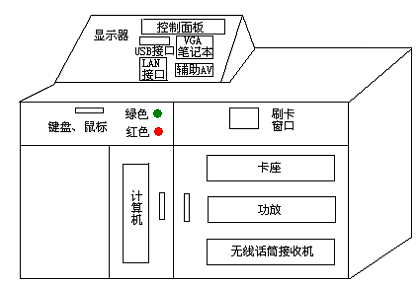 控制面板
显示器
VGA
USB接口
笔记本
LAN
接口
辅助AV
绿色
红色
键盘、鼠标
刷卡
窗口
计算机
卡座
功放
无线话筒接收机